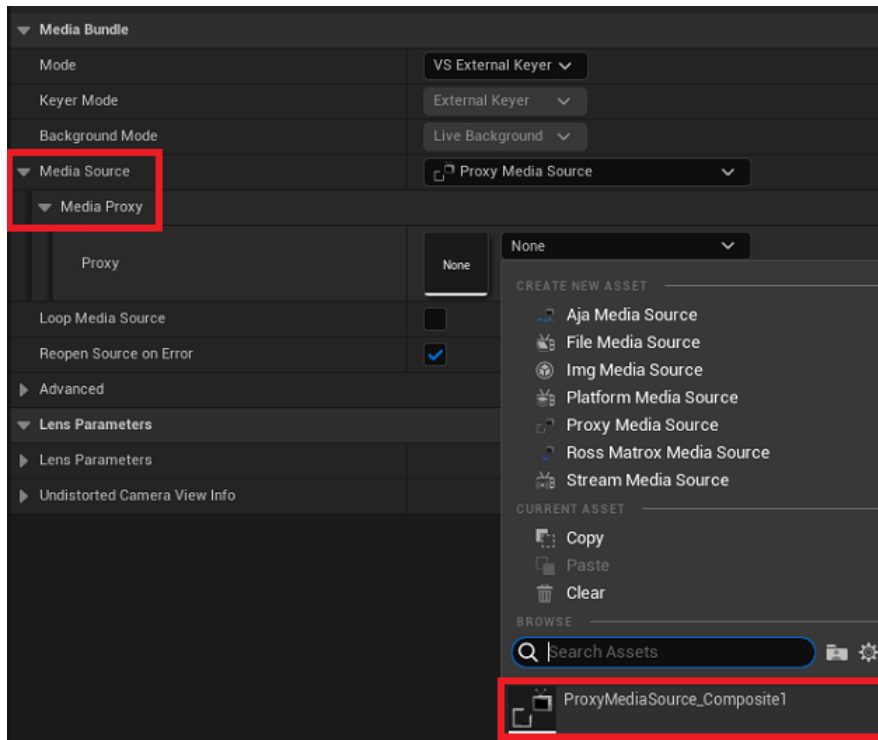 Media Bundle
Mode
VS External Keyer
Keyer Mode
External Keyer
Background Mode
Live Background
Media Source
Proxy Media Source
Media Proxy
Proxy
None
None
CREATE NEW ASSET
Aja Media Source
File Media Source
Img Media Source
Platform Media Source
Proxy Media Source
Ross Matrox Media Source
Stream Media Source
CURRENT ASSET
Copy
Paste
Clear
BROWSE
Search Assets
ProxyMediaSource_Composite1
Loop Media Source
Reopen Source on Error
Advanced
Lens Parameters
Lens Parameters
Undistorted Camera View Info